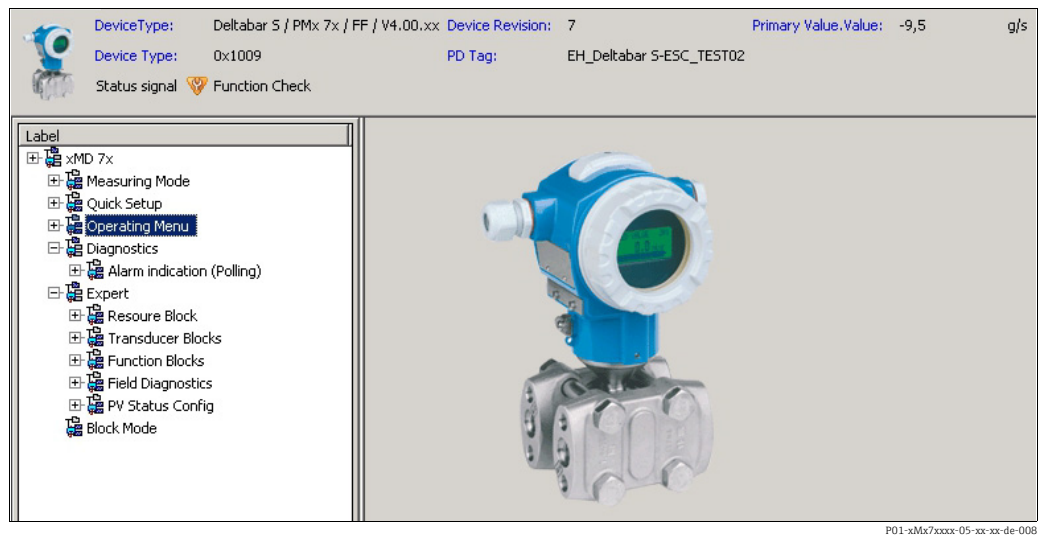 DeviceType: Deltabar S / PMx 7x / FF / V4.00.xx Device Revision: 7 Primary Value.Value: -9,5 g/s
Device Type: 0x1009 PD Tag: EH_Deltabar S-ESC_TEST02
Status signal Function Check
Label
xMD 7x
Measuring Mode
Quick Setup
Operating Menu
Diagnostics
Alarm indication (Polling)
Expert
Resoure Block
Transducer Blocks
Function Blocks
Field Diagnostics
PV Status Config
Block Mode
P01-xMx7xxxx-05-xx-xx-de-008